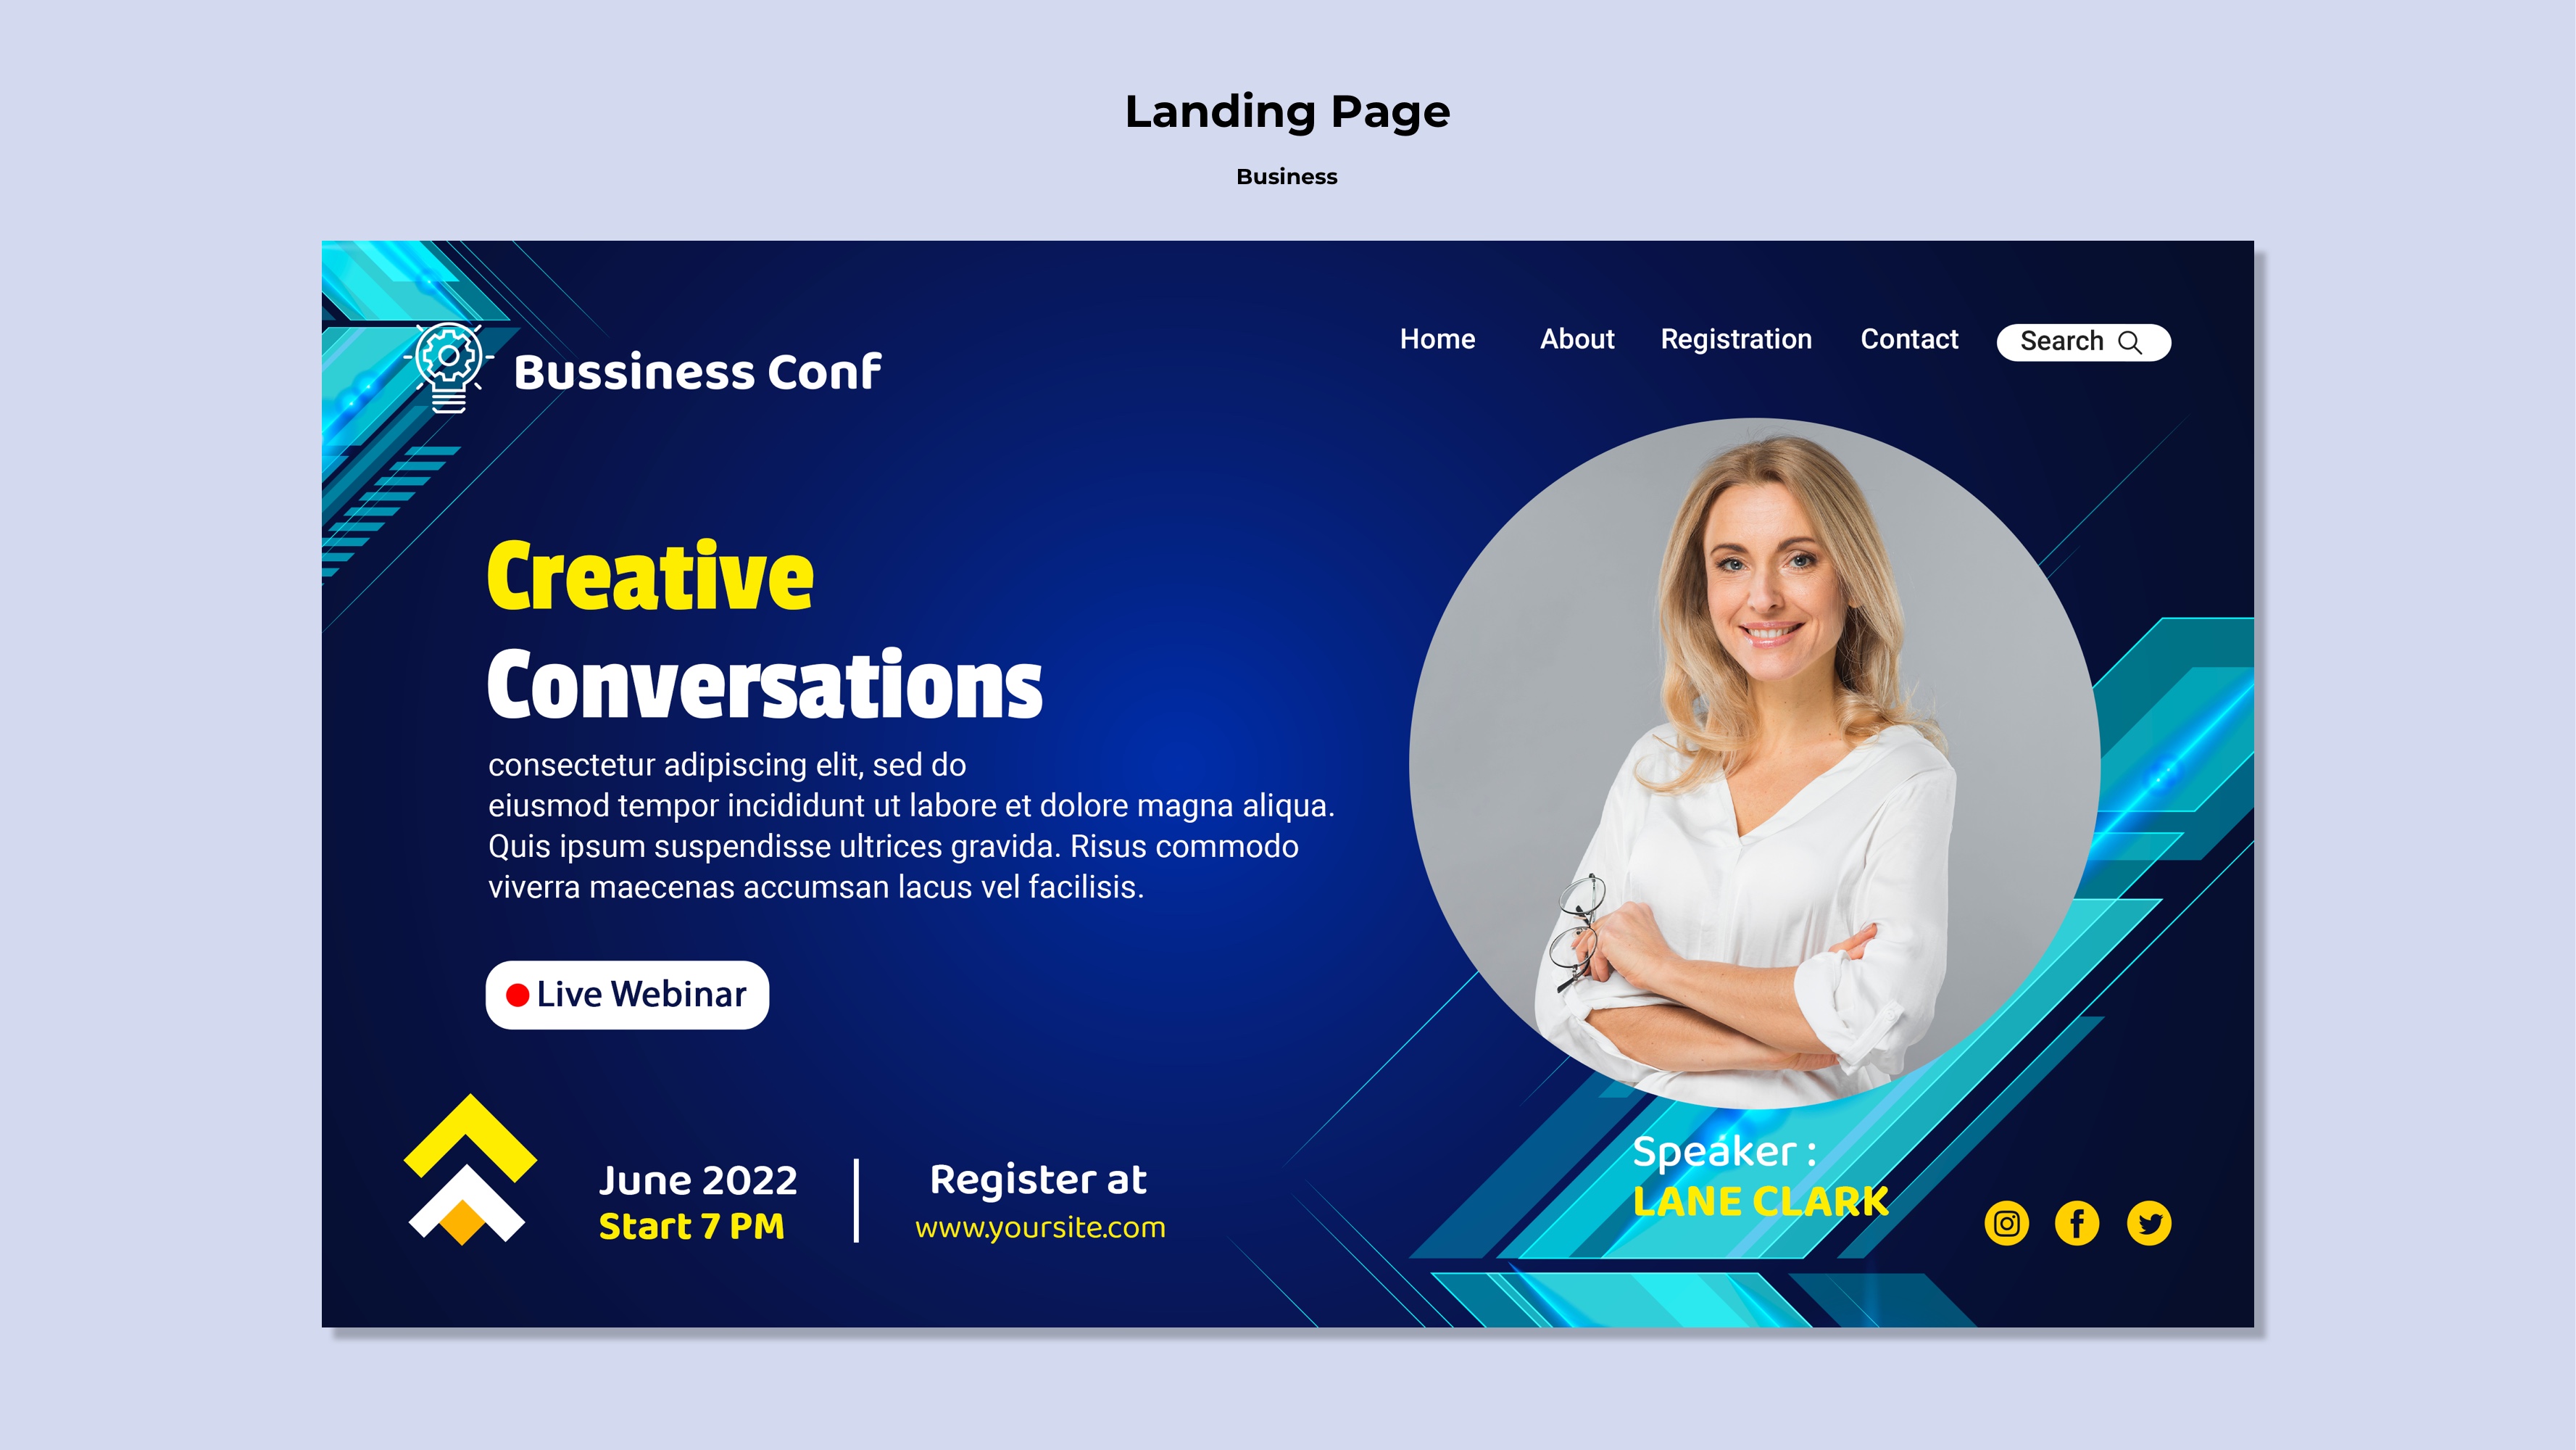 Landing Page
Business
Bussiness Conf
Home About Registration Contact Search
Creative
Conversations
consectetur adipiscing elit, sed do
eiusmod tempor incididunt ut labore et dolore magna aliqua.
Quis ipsum suspendisse ultrices gravida. Risus commodo
viverra maecenas accumsan lacus vel facilisis.
Live Webinar
June 2022
Start 7 PM
Register at
www.yoursite.com
Speaker :
LANE CLARK